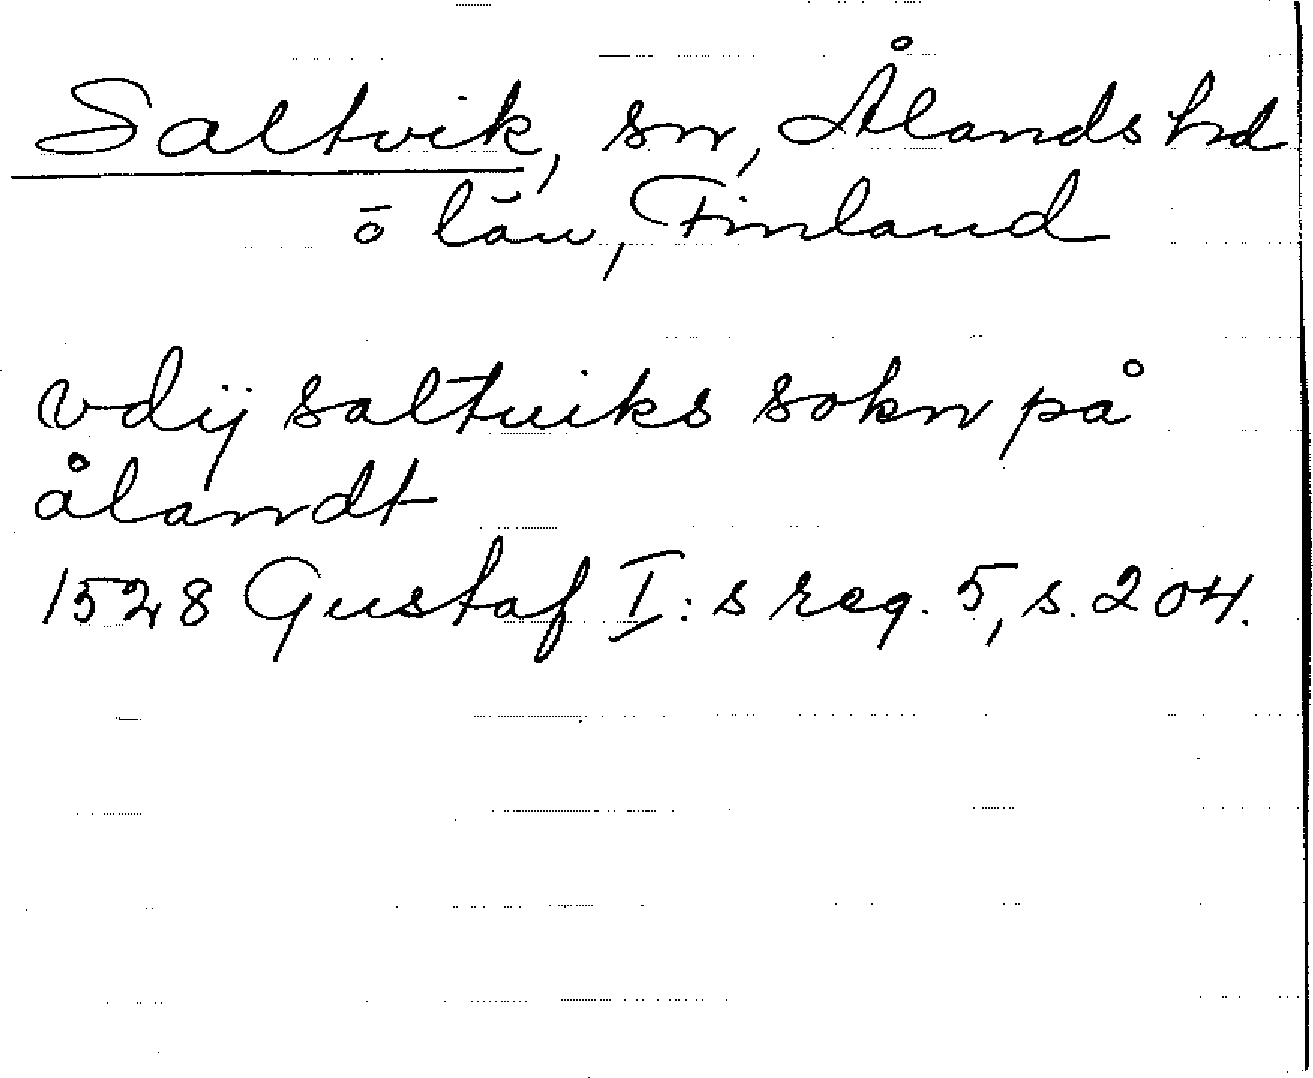 Saltvik, sn, Ålands hd
ö län, Finland
vdij saltuiks sokn på
ålandt
1528 Gustaf I:s reg. 5, s. 204.